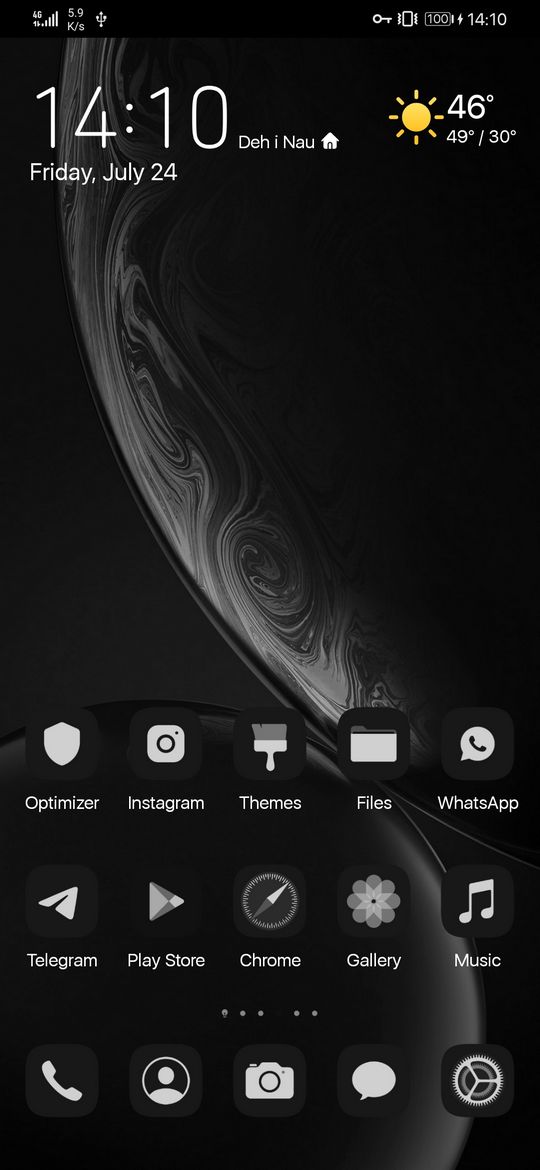 4G 5.9 K/s 100 14:10
14:10 Deh i Nau 46°
49° / 30°
Friday, July 24
Optimizer Instagram Themes Files WhatsApp
Telegram Play Store Chrome Gallery Music